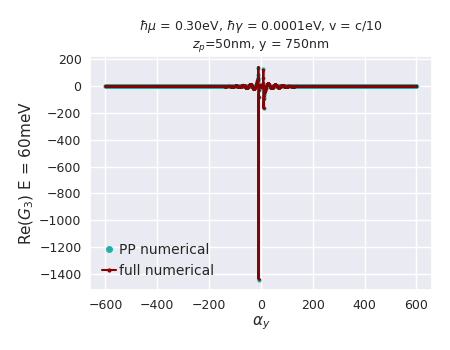 ℏμ = 0.30eV, ℏγ = 0.0001eV, v = c/10
z_p=50nm, y = 750nm
200
0
−200
−400
−600
−800
−1000
−1200
−1400
Re(G_3) E = 60meV
PP numerical
full numerical
−600 −400 −200 0 200 400 600
α_y